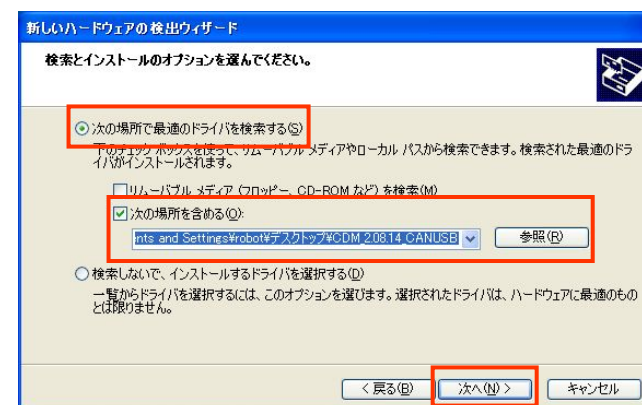 新しいハードウェアの検出ウィザード
検索とインストールのオプションを選んでください。
次の場所で最適のドライバを検索する(S)
下のチェック ボックスを使って、リムーバブル メディアやローカル パスから検索できます。検索された最適のドラ
イバがインストールされます。
リムーバブル メディア (フロッピー、CD-ROM など) を検索(M)
次の場所を含める(O):
nts and Settings¥robot¥デスクトップ¥CDM_2.08.14_CANUSB
参照(R)
検索しないで、インストールするドライバを選択する(D)
一覧からドライバを選択するには、このオプションを選びます。選択されたドライバは、ハードウェアに最適のもの
とは限りません。
< 戻る(B)
次へ(N) >
キャンセル